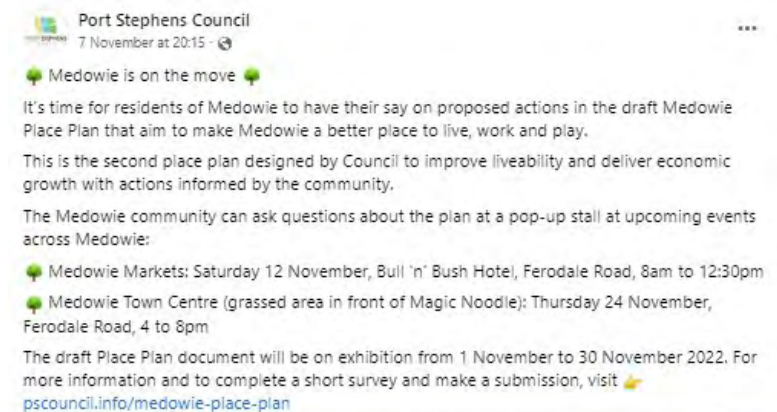 Port Stephens Council
7 November at 20:15 ·
Medowie is on the move
It's time for residents of Medowie to have their say on proposed actions in the draft Medowie
Place Plan that aim to make Medowie a better place to live, work and play.
This is the second place plan designed by Council to improve liveability and deliver economic
growth with actions informed by the community.
The Medowie community can ask questions about the plan at a pop-up stall at upcoming events
across Medowie:
Medowie Markets: Saturday 12 November, Bull 'n' Bush Hotel, Ferodale Road, 8am to 12:30pm
Medowie Town Centre (grassed area in front of Magic Noodle): Thursday 24 November,
Ferodale Road, 4 to 8pm
The draft Place Plan document will be on exhibition from 1 November to 30 November 2022. For
more information and to complete a short survey and make a submission, visit
pscouncil.info/medowie-place-plan